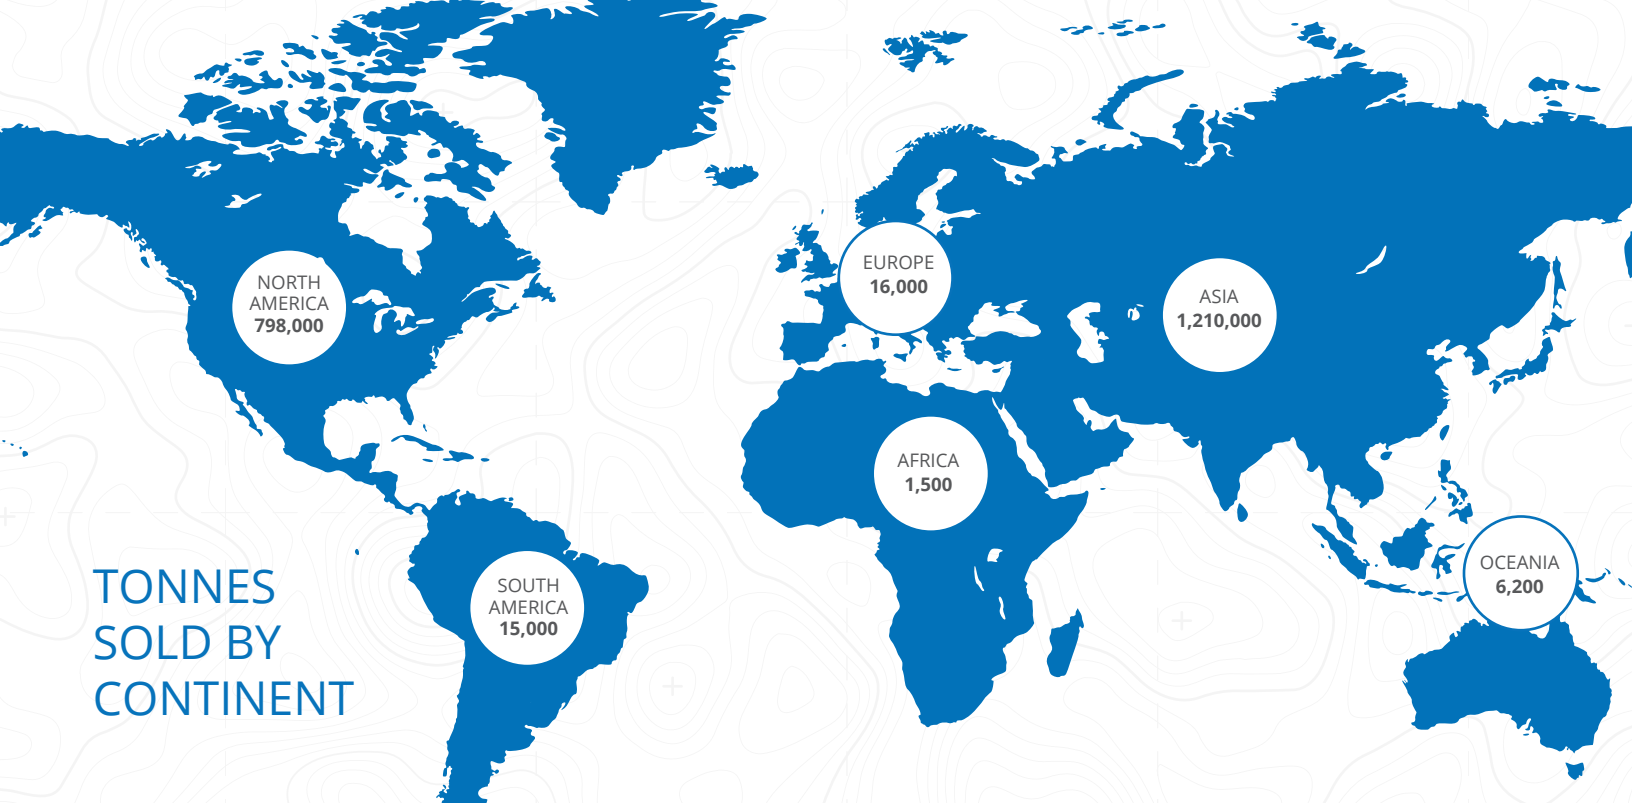 NORTH
AMERICA
798,000
EUROPE
16,000
ASIA
1,210,000
AFRICA
1,500
SOUTH
AMERICA
15,000
OCEANIA
6,200
TONNES
SOLD BY
CONTINENT